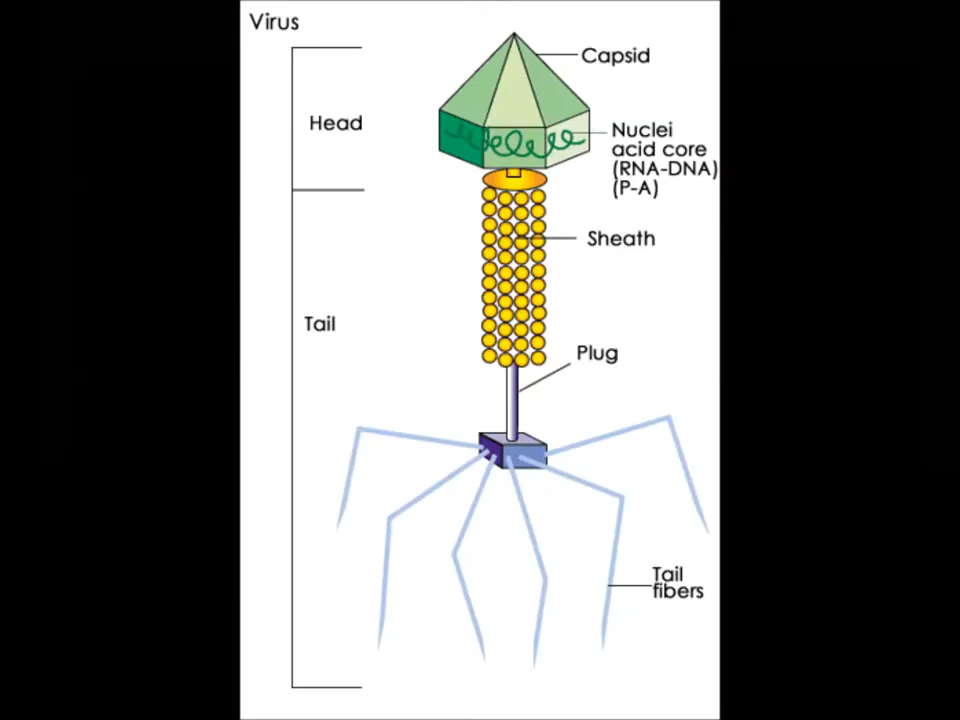 Virus
Capsid
Head
Nuclei
acid core
(RNA-DNA)
(P-A)
Sheath
Tail
Plug
Tail
fibers